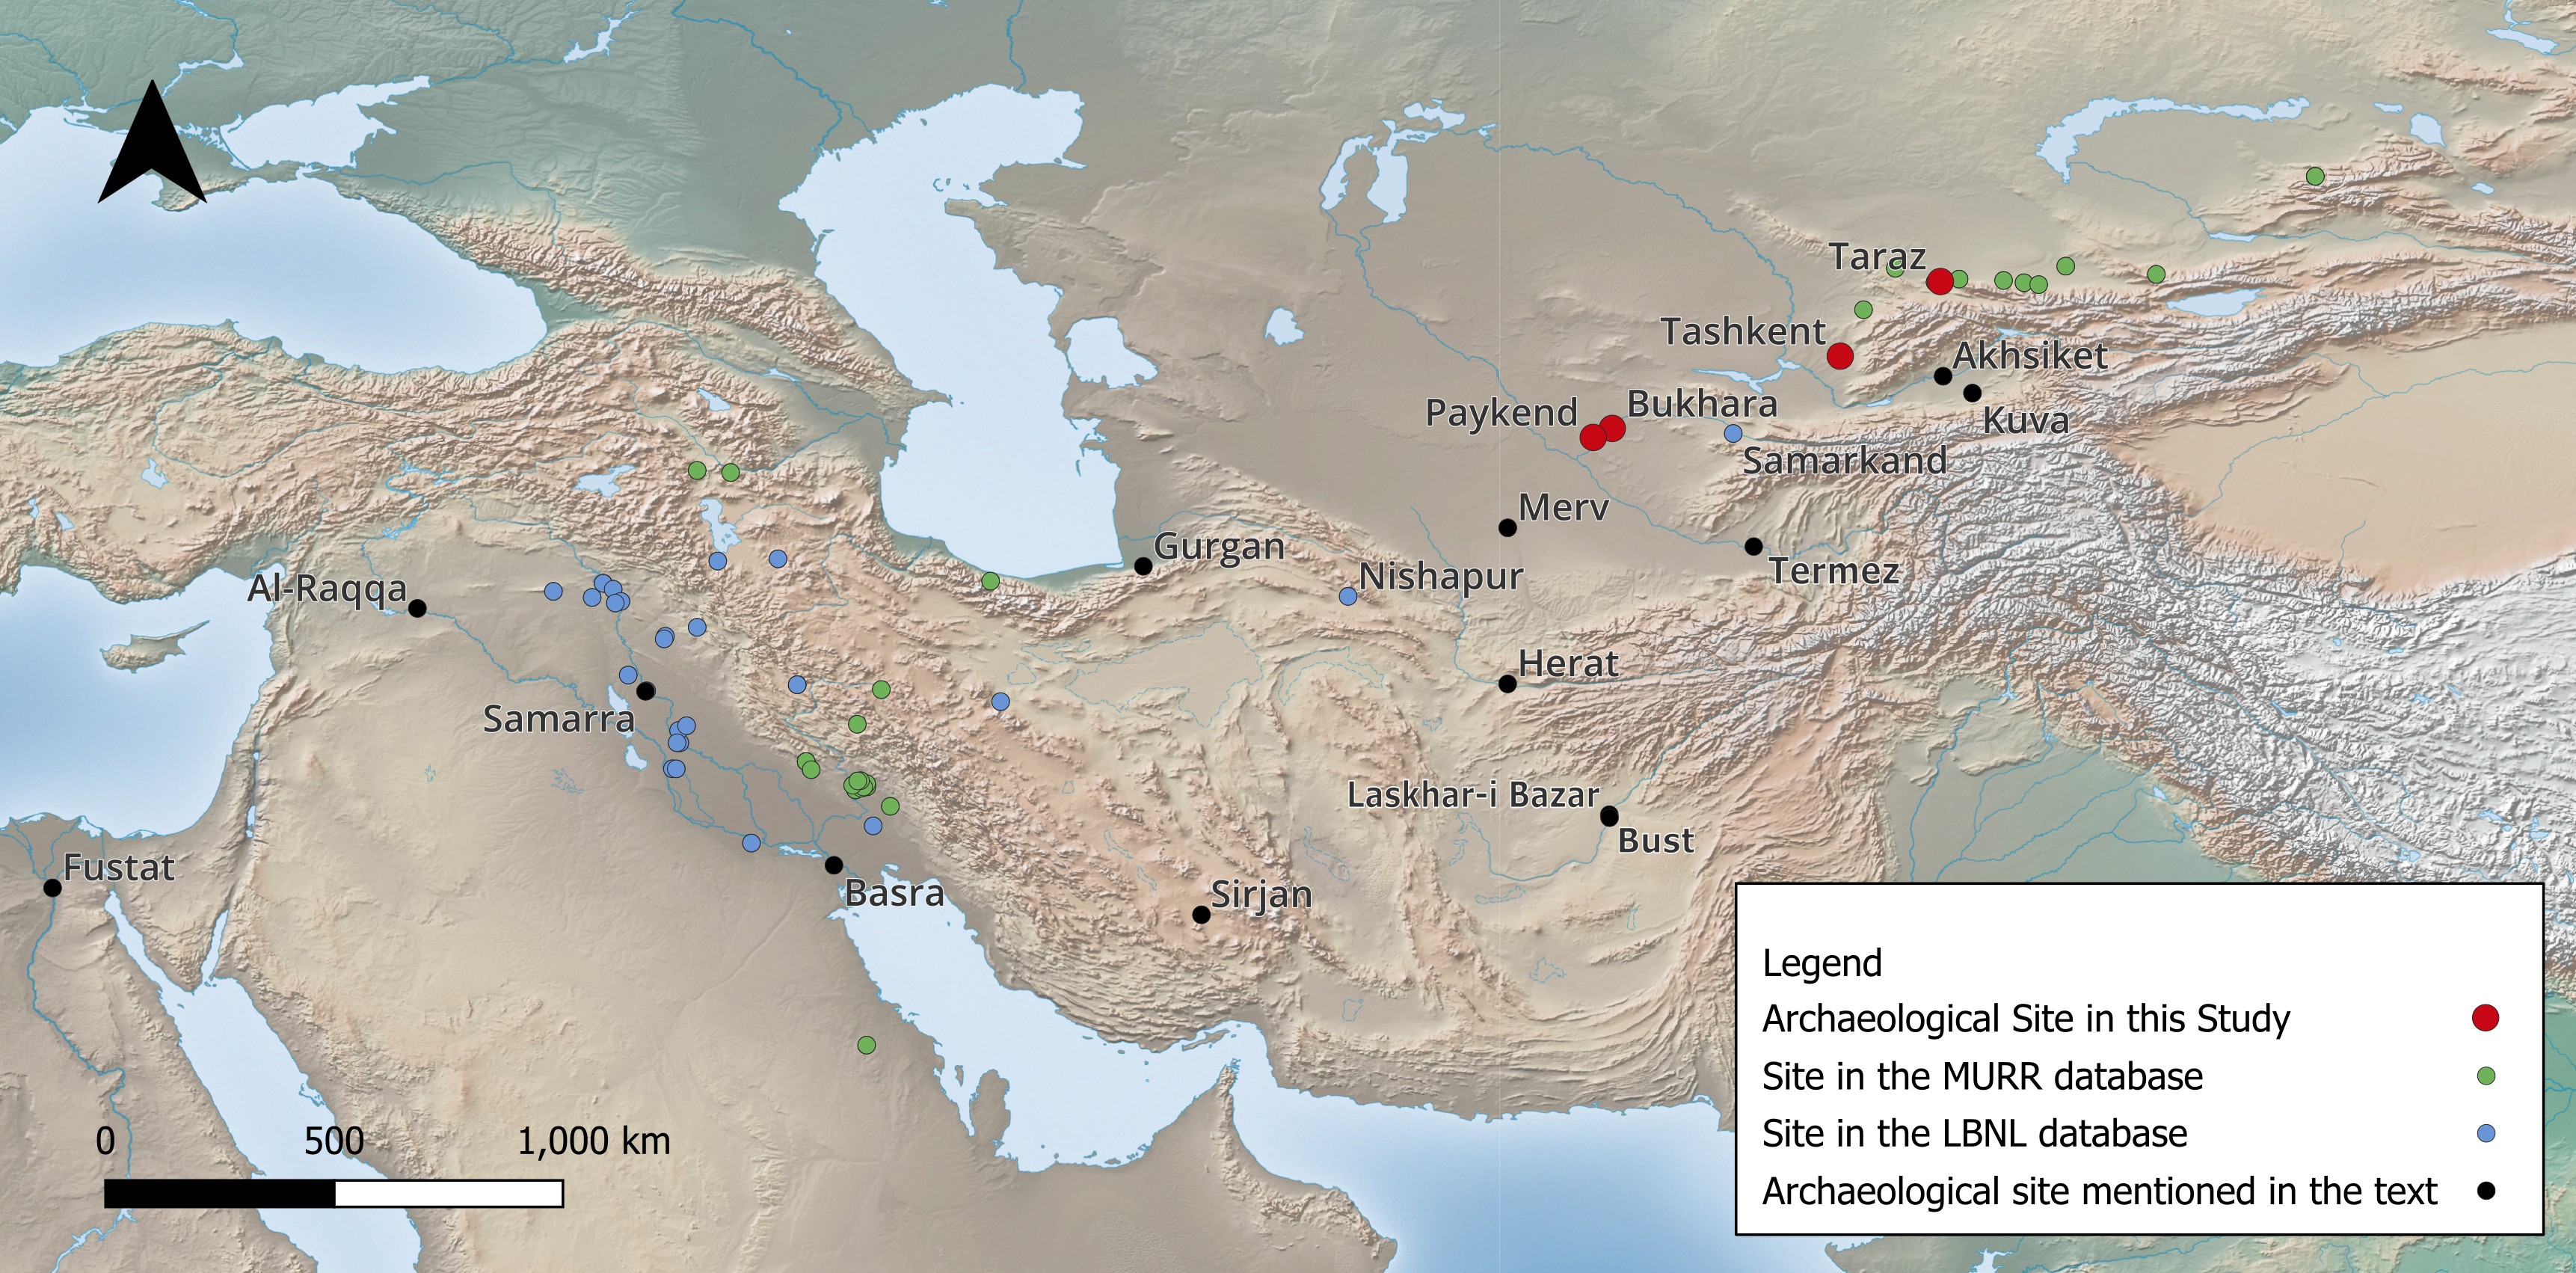 Taraz
Tashkent
Akhsiket
Bukhara
Paykend
Kuva
Samarkand
Merv
Gurgan
Termez
Nishapur
Al-Raqqa
Herat
Samarra
Laskhar-i Bazar
Bust
Fustat
Basra
Sirjan
Legend
Archaeological Site in this Study
Site in the MURR database
Site in the LBNL database
Archaeological site mentioned in the text
0 500 1,000 km